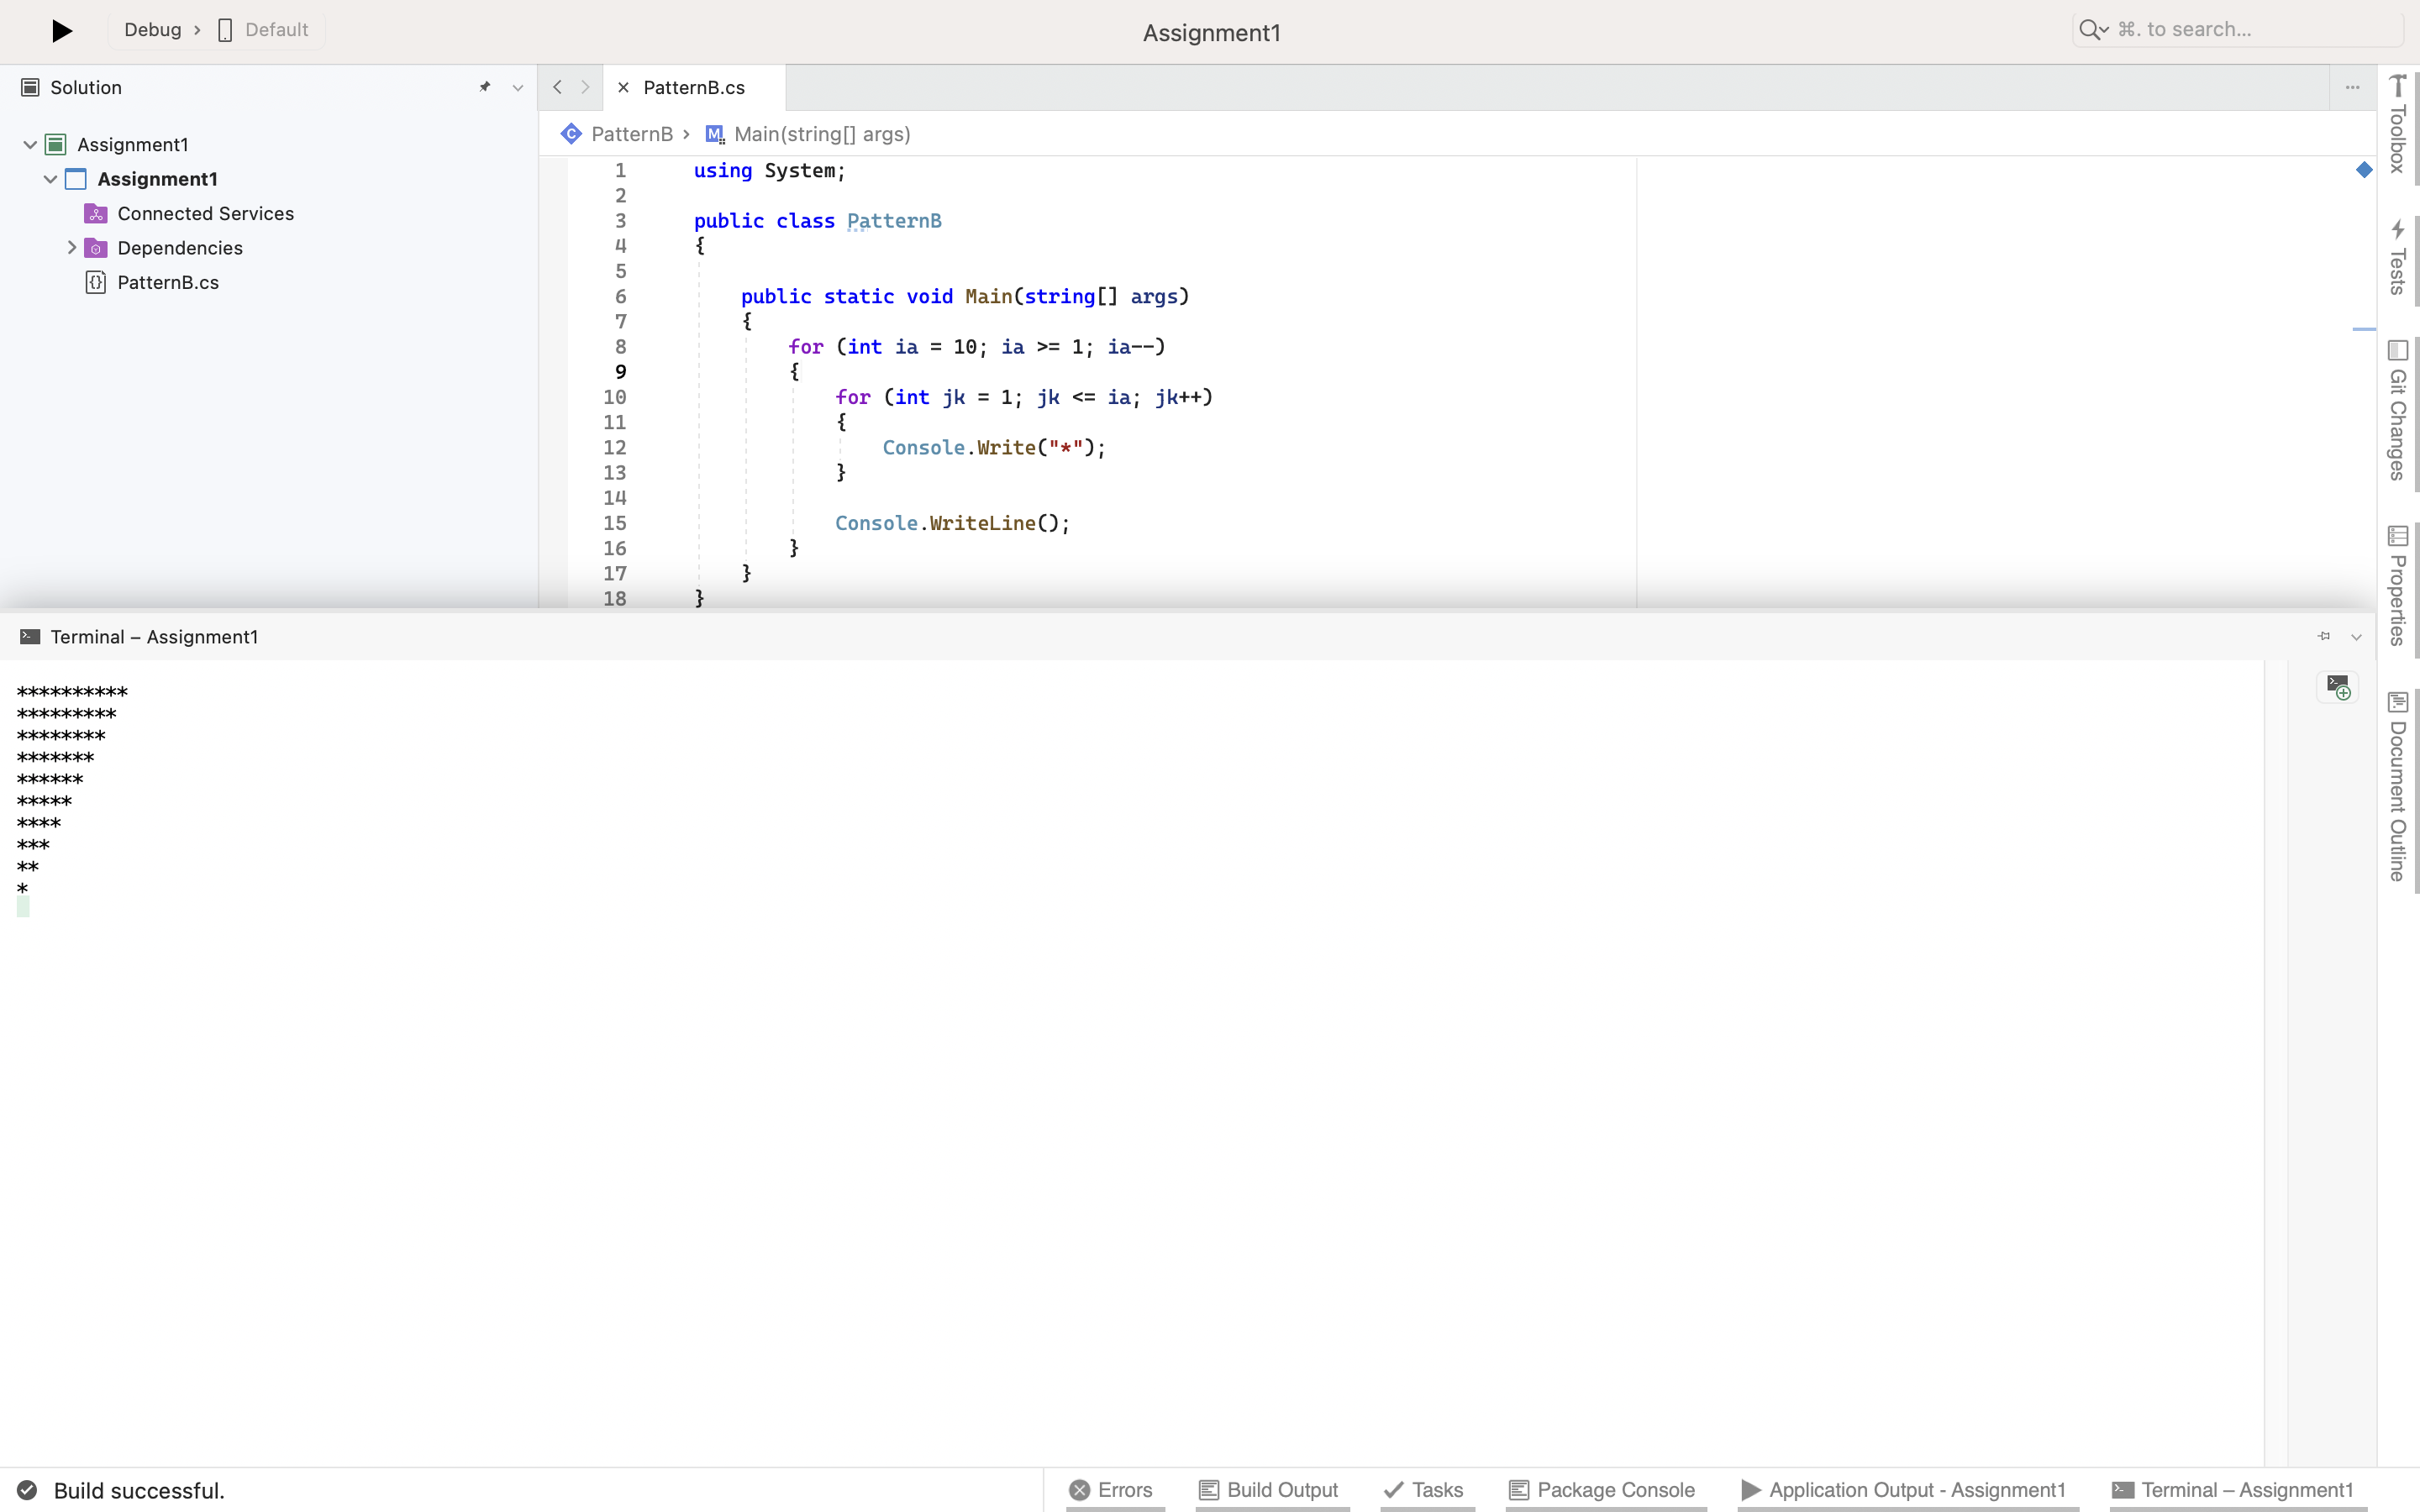 Debug › Default
Assignment1
⌘. to search...
Solution
Assignment1
Assignment1
Connected Services
Dependencies
PatternB.cs
PatternB.cs
PatternB › Main(string[] args)
1 using System;
2
3 public class PatternB
4 {
5
6     public static void Main(string[] args)
7     {
8         for (int ia = 10; ia >= 1; ia--)
9         {
10             for (int jk = 1; jk <= ia; jk++)
11             {
12                 Console.Write("*");
13             }
14
15             Console.WriteLine();
16         }
17     }
18 }
Toolbox
Tests
Git Changes
Properties
Document Outline
Terminal – Assignment1
**********
*********
********
*******
******
*****
****
***
**
*
Build successful.
Errors
Build Output
Tasks
Package Console
Application Output - Assignment1
Terminal – Assignment1